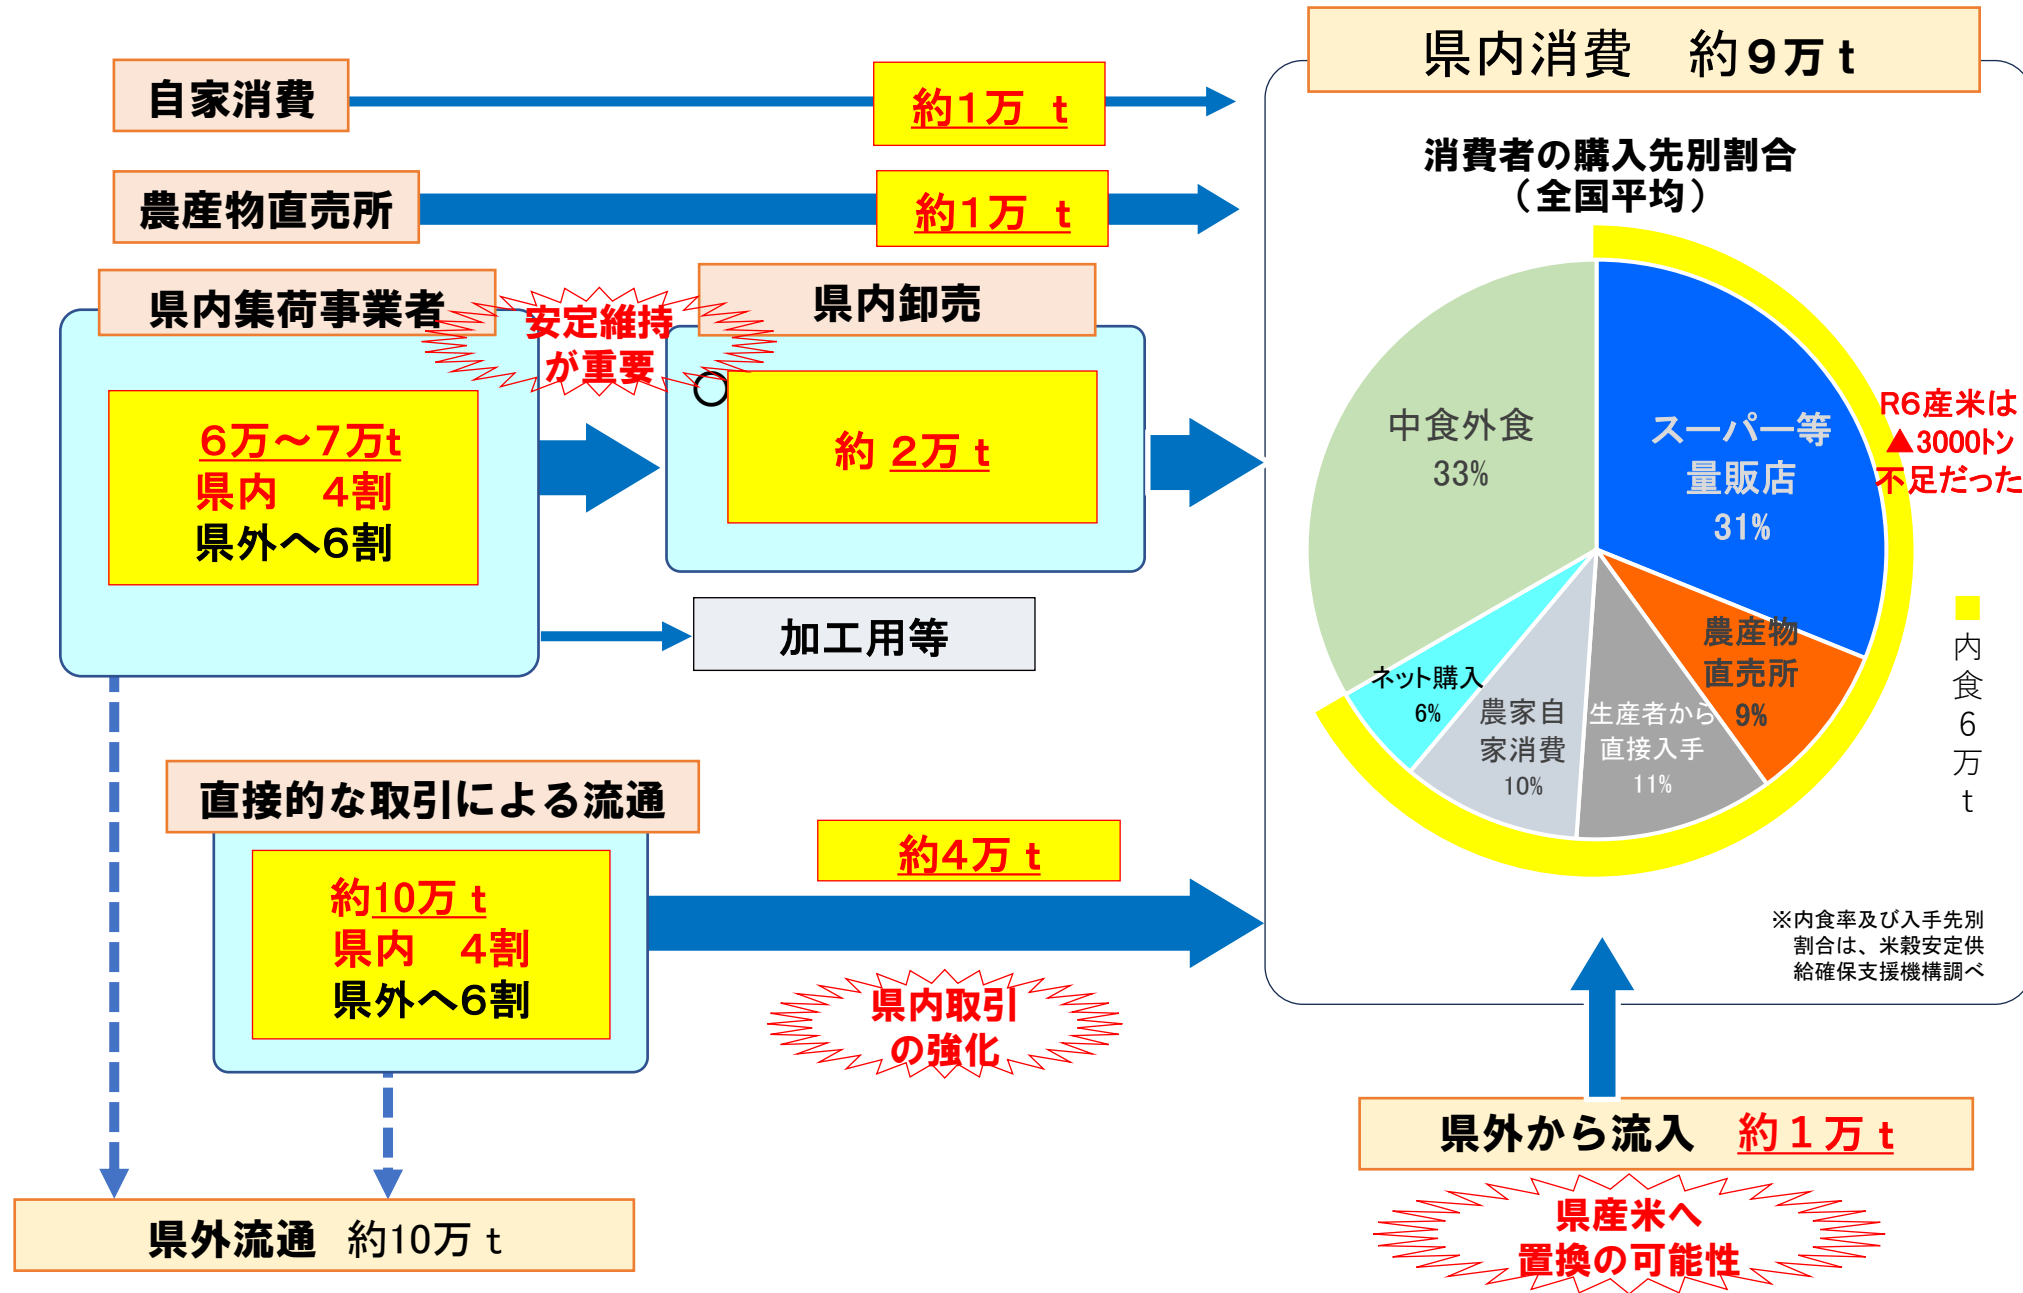 県内消費　約９万ｔ
自家消費
約１万　ｔ
農産物直売所
約１万　ｔ
県内集荷事業者
安定維持
が重要
県内卸売
６万～７万t
県内　４割
県外へ６割
約 ２万ｔ
加工用等
直接的な取引による流通
約10万ｔ
県内　４割
県外へ６割
約４万ｔ
県内取引
の強化
県外流通　約10万ｔ
消費者の購入先別割合
（全国平均）
中食外食
33%
スーパー等
量販店
31%
R６産米は
▲3000トン
不足だった
農産物
直売所
9%
生産者から
直接入手
11%
農家自
家消費
10%
ネット購入
6%
■内食６万ｔ
※内食率及び入手先別
割合は、米穀安定供
給確保支援機構調べ
県外から流入　約１万ｔ
県産米へ
置換の可能性